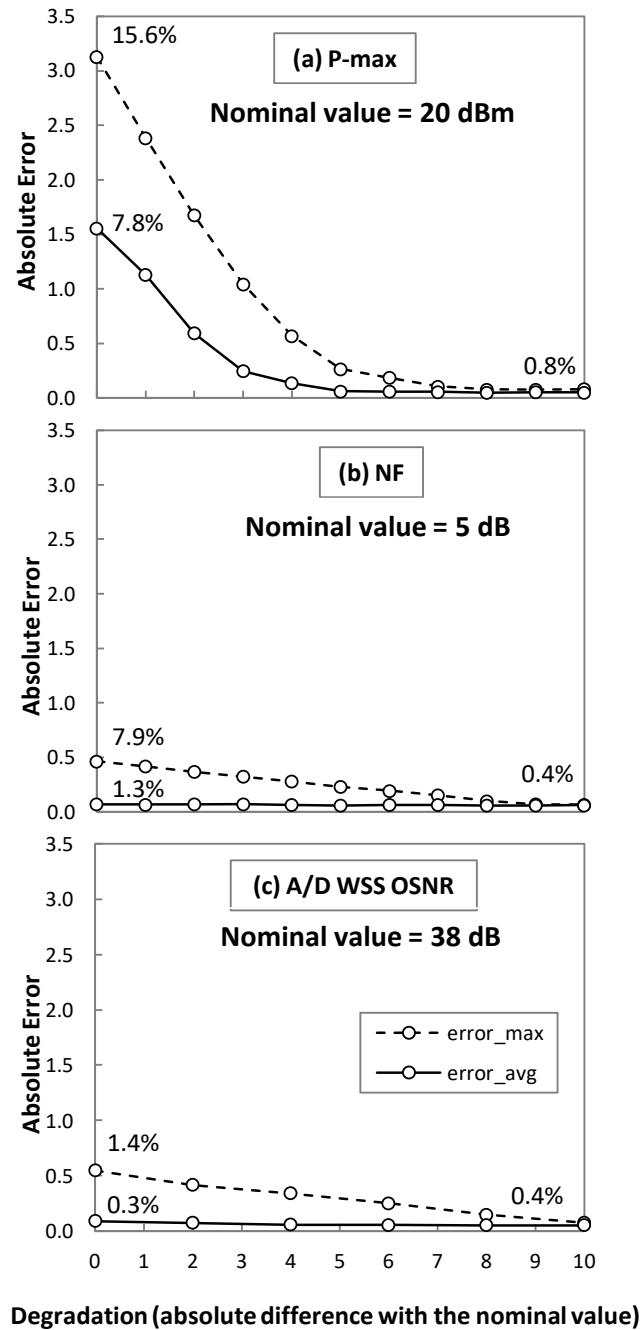 3.5
15.6%
(a) P-max
3.0
Nominal value = 20 dBm
2.5
2.0
7.8%
1.5
1.0
0.8%
0.5
0.0
Absolute Error
3.5
(b) NF
3.0
Nominal value = 5 dB
2.5
2.0
1.5
1.0
7.9%
0.4%
0.5
1.3%
0.0
Absolute Error
3.5
(c) A/D WSS OSNR
3.0
Nominal value = 38 dB
2.5
2.0
error_max
1.5
error_avg
1.0
1.4%
0.5
0.4%
0.3%
0.0
Absolute Error
0 1 2 3 4 5 6 7 8 9 10
Degradation (absolute difference with the nominal value)